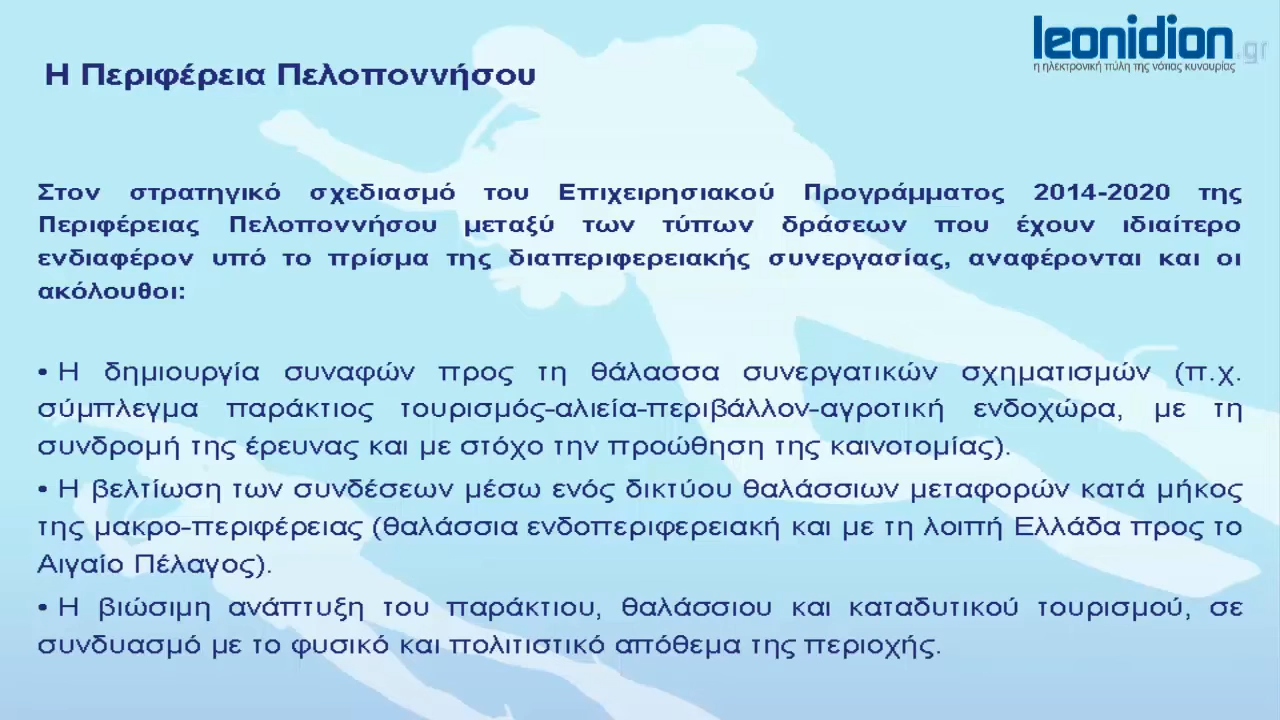 leonidion.gr
η ηλεκτρονική πύλη της νότιας κυνουρίας
Η Περιφέρεια Πελοποννήσου
Στον στρατηγικό σχεδιασμό του Επιχειρησιακού Προγράμματος 2014-2020 της
Περιφέρειας Πελοποννήσου μεταξύ των τύπων δράσεων που έχουν ιδιαίτερο
ενδιαφέρον υπό το πρίσμα της διαπεριφερειακής συνεργασίας, αναφέρονται και οι
ακόλουθοι:
• Η δημιουργία συναφών προς τη θάλασσα συνεργατικών σχηματισμών (π.χ.
σύμπλεγμα παράκτιος τουρισμός-αλιεία-περιβάλλον-αγροτική ενδοχώρα, με τη
συνδρομή της έρευνας και με στόχο την προώθηση της καινοτομίας).
• Η βελτίωση των συνδέσεων μέσω ενός δικτύου θαλάσσιων μεταφορών κατά μήκος
της μακρο-περιφέρειας (θαλάσσια ενδοπεριφερειακή και με τη λοιπή Ελλάδα προς το
Αιγαίο Πέλαγος).
• Η βιώσιμη ανάπτυξη του παράκτιου, θαλάσσιου και καταδυτικού τουρισμού, σε
συνδυασμό με το φυσικό και πολιτιστικό απόθεμα της περιοχής.